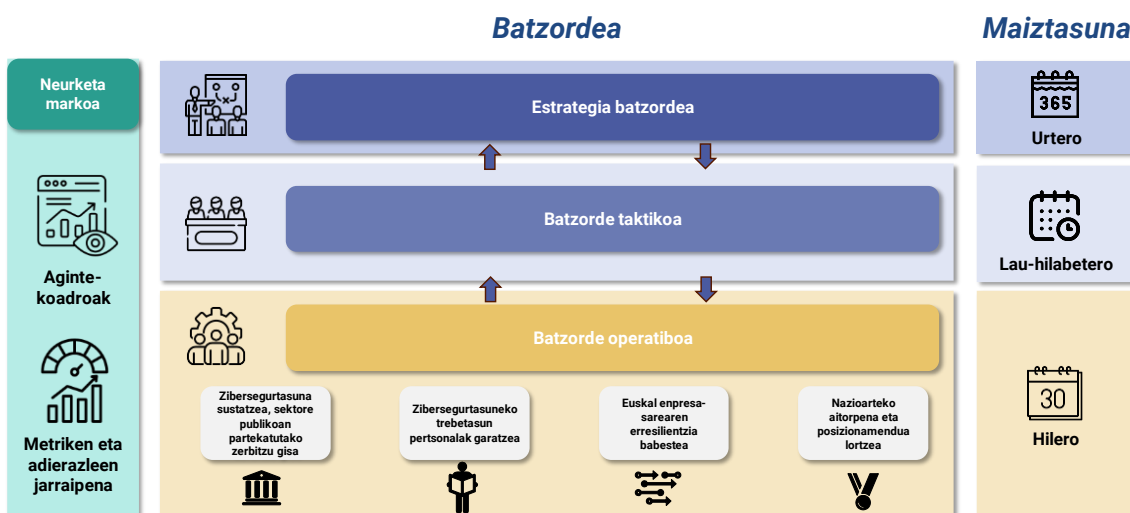 Batzordea
Maiztasuna
Neurketa
markoa
Estrategia batzordea
365
Urtero
Batzorde taktikoa
Lau-hilabetero
Aginte-
koadroak
Batzorde operatiboa
Zibersegurtasuna
sustatzea, sektore
publikoan
partekatutako
zerbitzu gisa
Zibersegurtasuneko
trebetasun
pertsonalak garatzea
Euskal enpresa-
sarearen
erresilientzia
babestea
Nazioarteko
aitorpena eta
posizionamendua
lortzea
30
Hilero
Metriken eta
adierazleen
jarraipena